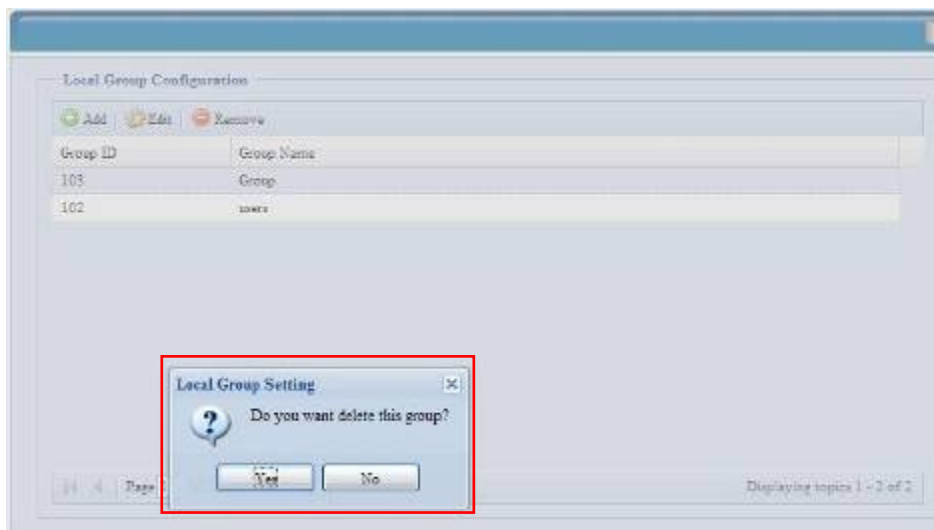 Local Group Configuration
Add Edit Remove
Group ID Group Name
103 Group
102 users
Local Group Setting
Do you want delete this group?
Yes No
Page
Displaying topics 1 - 2 of 2